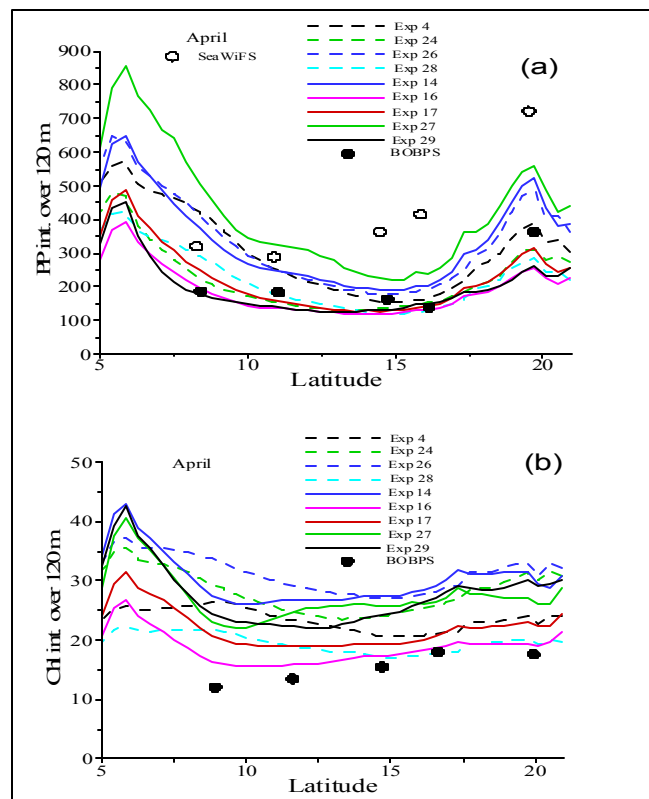 April
SeaWiFS
Exp 4
Exp 24
Exp 26
Exp 28
Exp 14
Exp 16
Exp 17
Exp 27
Exp 29
BOBPS
(a)
PP int. over 120 m
900
800
700
600
500
400
300
200
100
0
5 10 15 20
Latitude
April
Exp 4
Exp 24
Exp 26
Exp 28
Exp 14
Exp 16
Exp 17
Exp 27
Exp 29
BOBPS
(b)
Chl int. over 120 m
50
40
30
20
10
0
5 10 15 20
Latitude